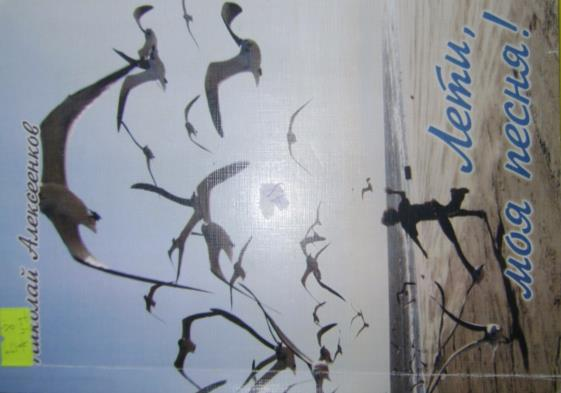 Николай Алексеенков
Лети,
моя песня!